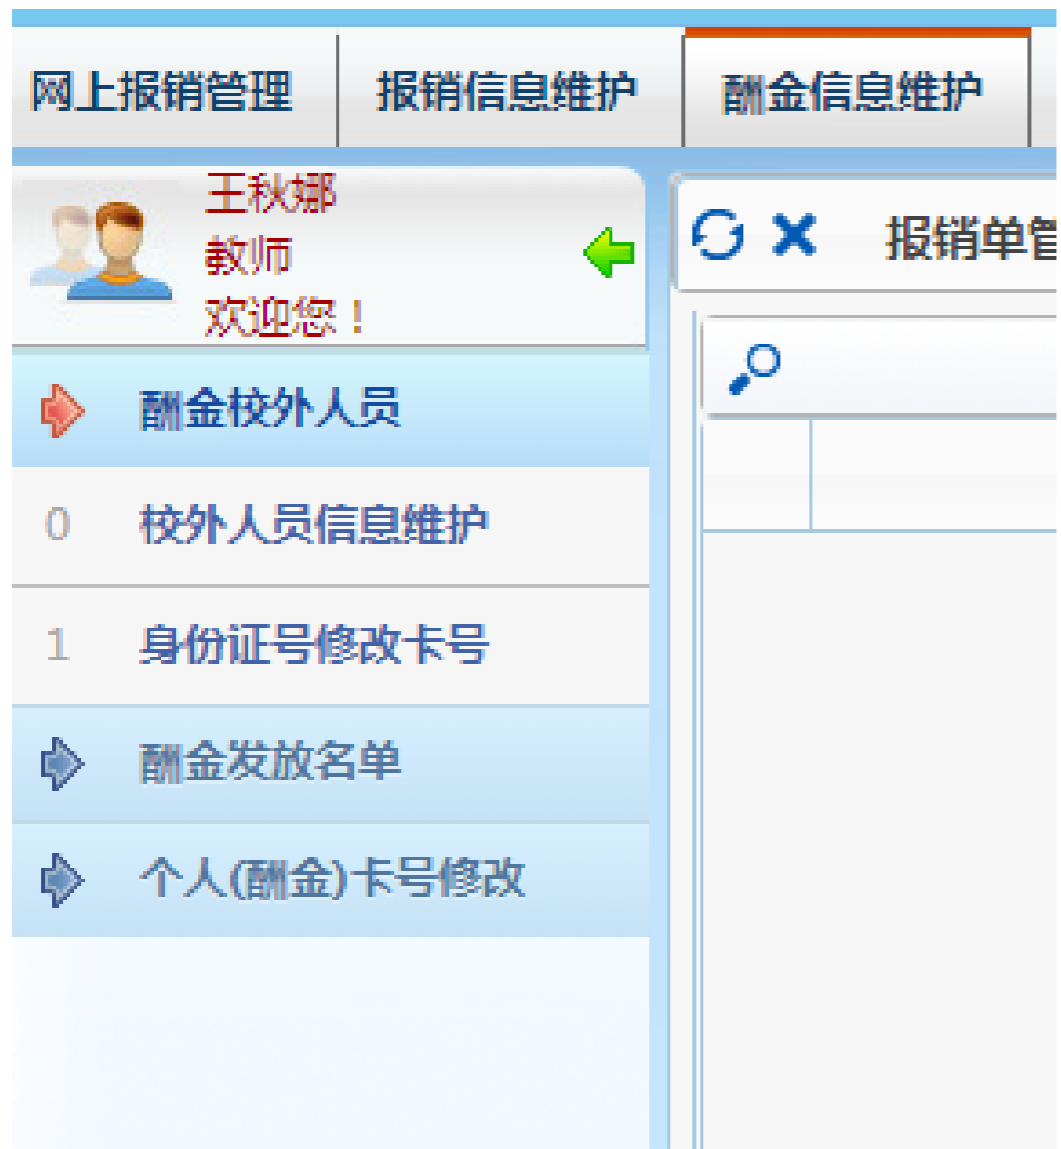 网上报销管理 报销信息维护 酬金信息维护
王秋娜
教师
欢迎您！
报销单管
酬金校外人员
0 校外人员信息维护
1 身份证号修改卡号
酬金发放名单
个人(酬金)卡号修改